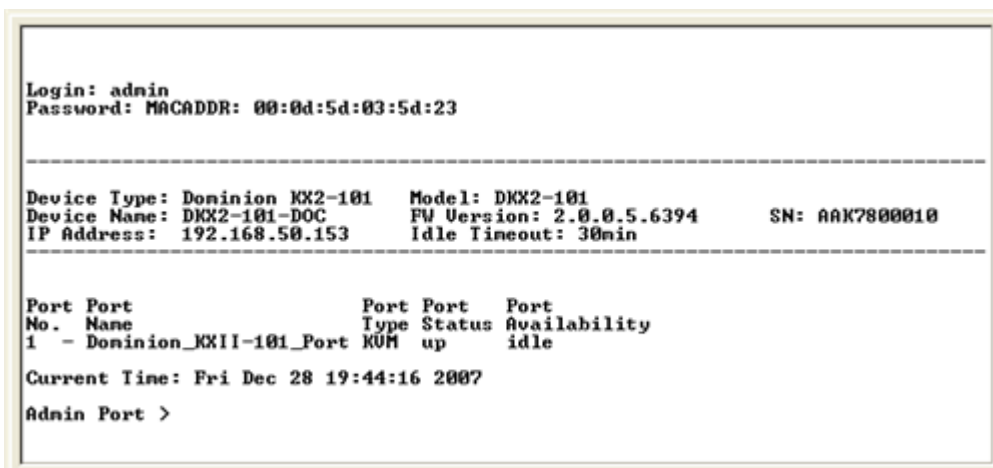 Login: admin
Password: MACADDR: 00:0d:5d:03:5d:23
--------------------------------------------------------------------------------
Device Type: Dominion KX2-101 Model: DKX2-101
Device Name: DKX2-101-DOC FW Version: 2.0.0.5.6394 SN: AAK7800010
IP Address: 192.168.50.153 Idle Timeout: 30min
--------------------------------------------------------------------------------
Port Port Port Port Port
No. Name Type Status Availability
1 - Dominion_KXII-101_Port KVM up idle
Current Time: Fri Dec 28 19:44:16 2007
Admin Port >